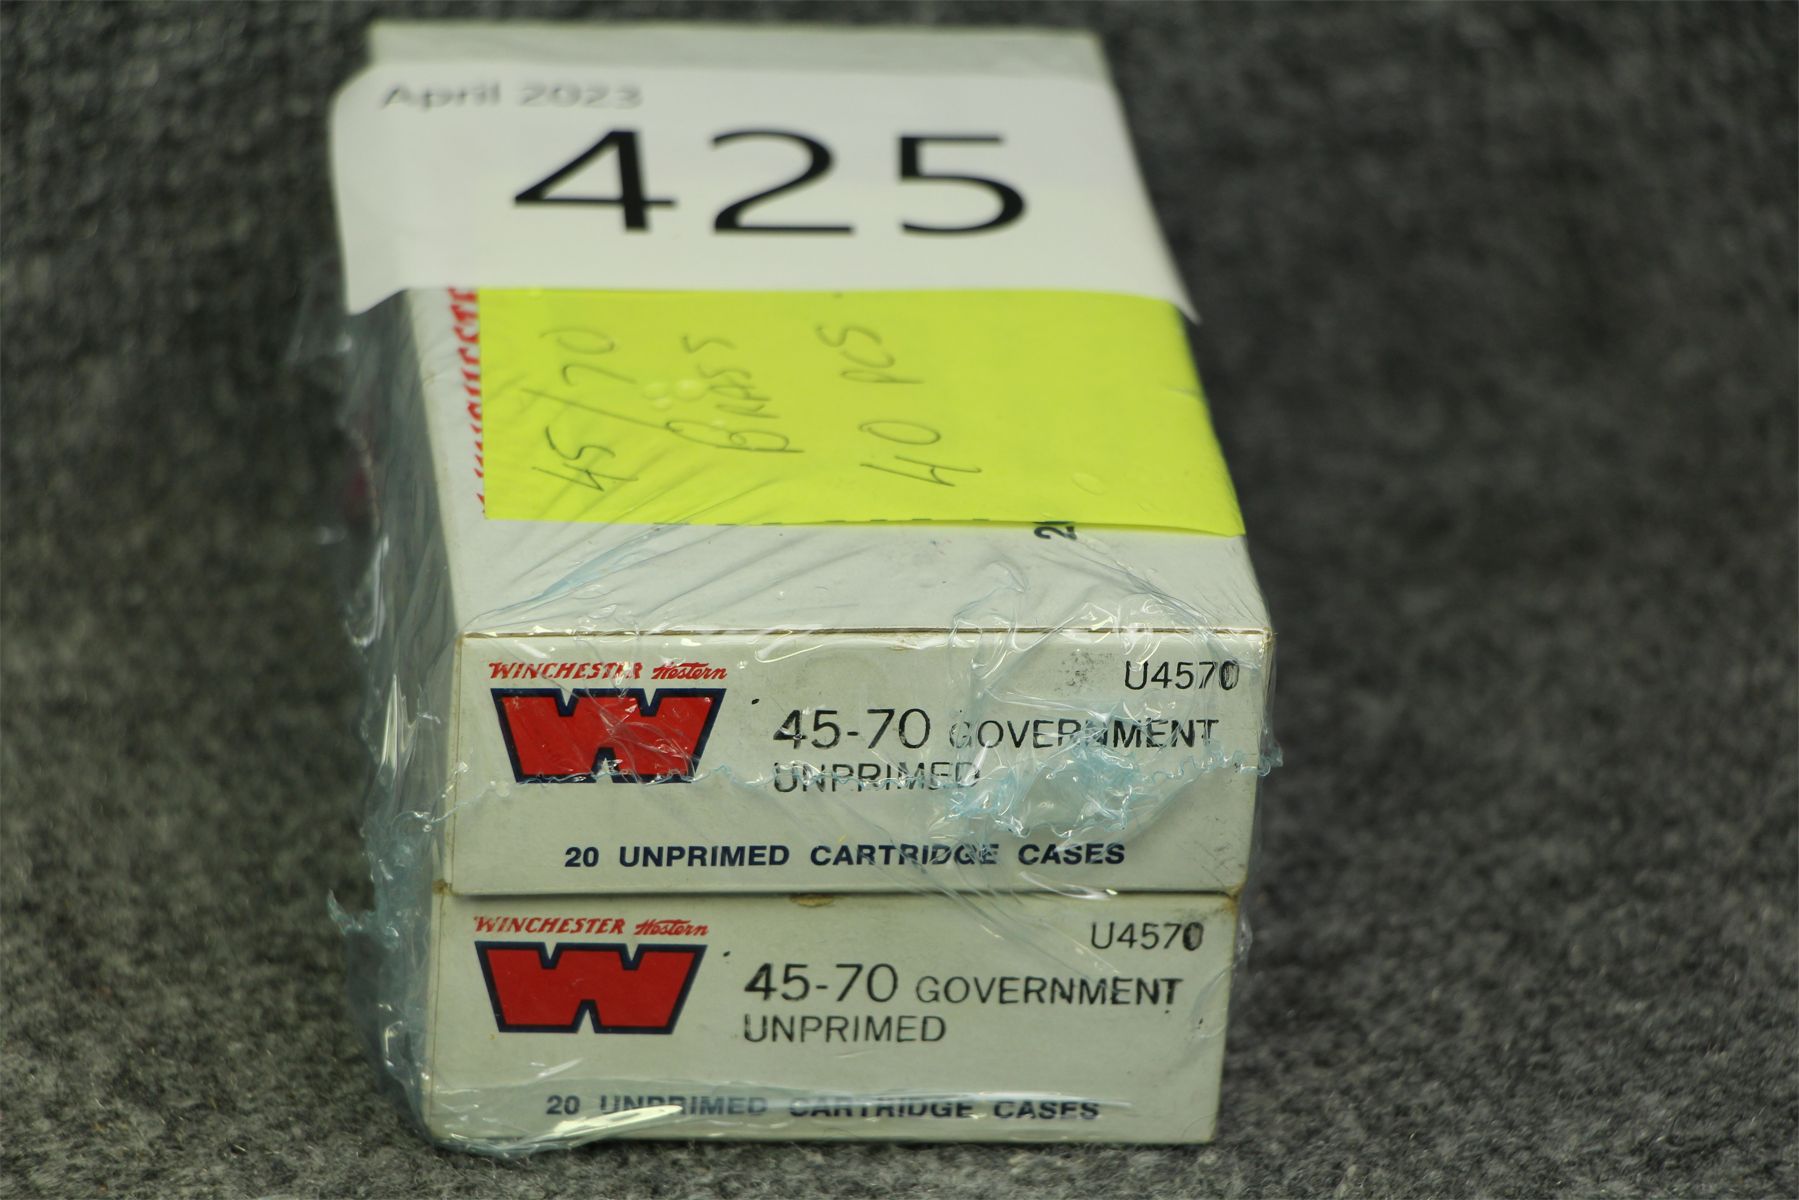 April 2023
425
WINCHESTER
45/70
BRASS
40 PCS
WINCHESTER Western
W
U4570
45-70 GOVERNMENT
UNPRIMED
20 UNPRIMED CARTRIDGE CASES
WINCHESTER Western
W
U4570
45-70 GOVERNMENT
UNPRIMED
20 UNPRIMED CARTRIDGE CASES